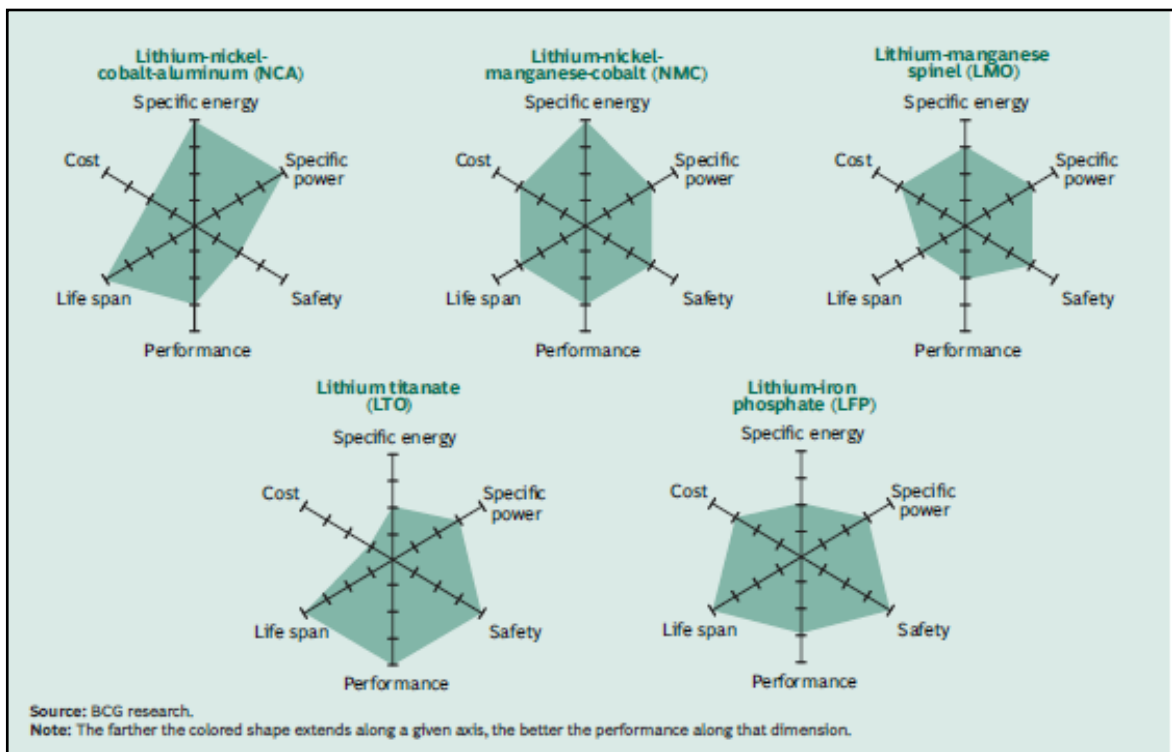 Lithium-nickel-
cobalt-aluminum (NCA)
Specific energy
Cost
Specific
power
Life span
Safety
Performance
Lithium-nickel-
manganese-cobalt (NMC)
Specific energy
Cost
Specific
power
Life span
Safety
Performance
Lithium-manganese
spinel (LMO)
Specific energy
Cost
Specific
power
Life span
Safety
Performance
Lithium titanate
(LTO)
Specific energy
Cost
Specific
power
Life span
Safety
Performance
Lithium-iron
phosphate (LFP)
Specific energy
Cost
Specific
power
Life span
Safety
Performance
Source: BCG research.
Note: The farther the colored shape extends along a given axis, the better the performance along that dimension.